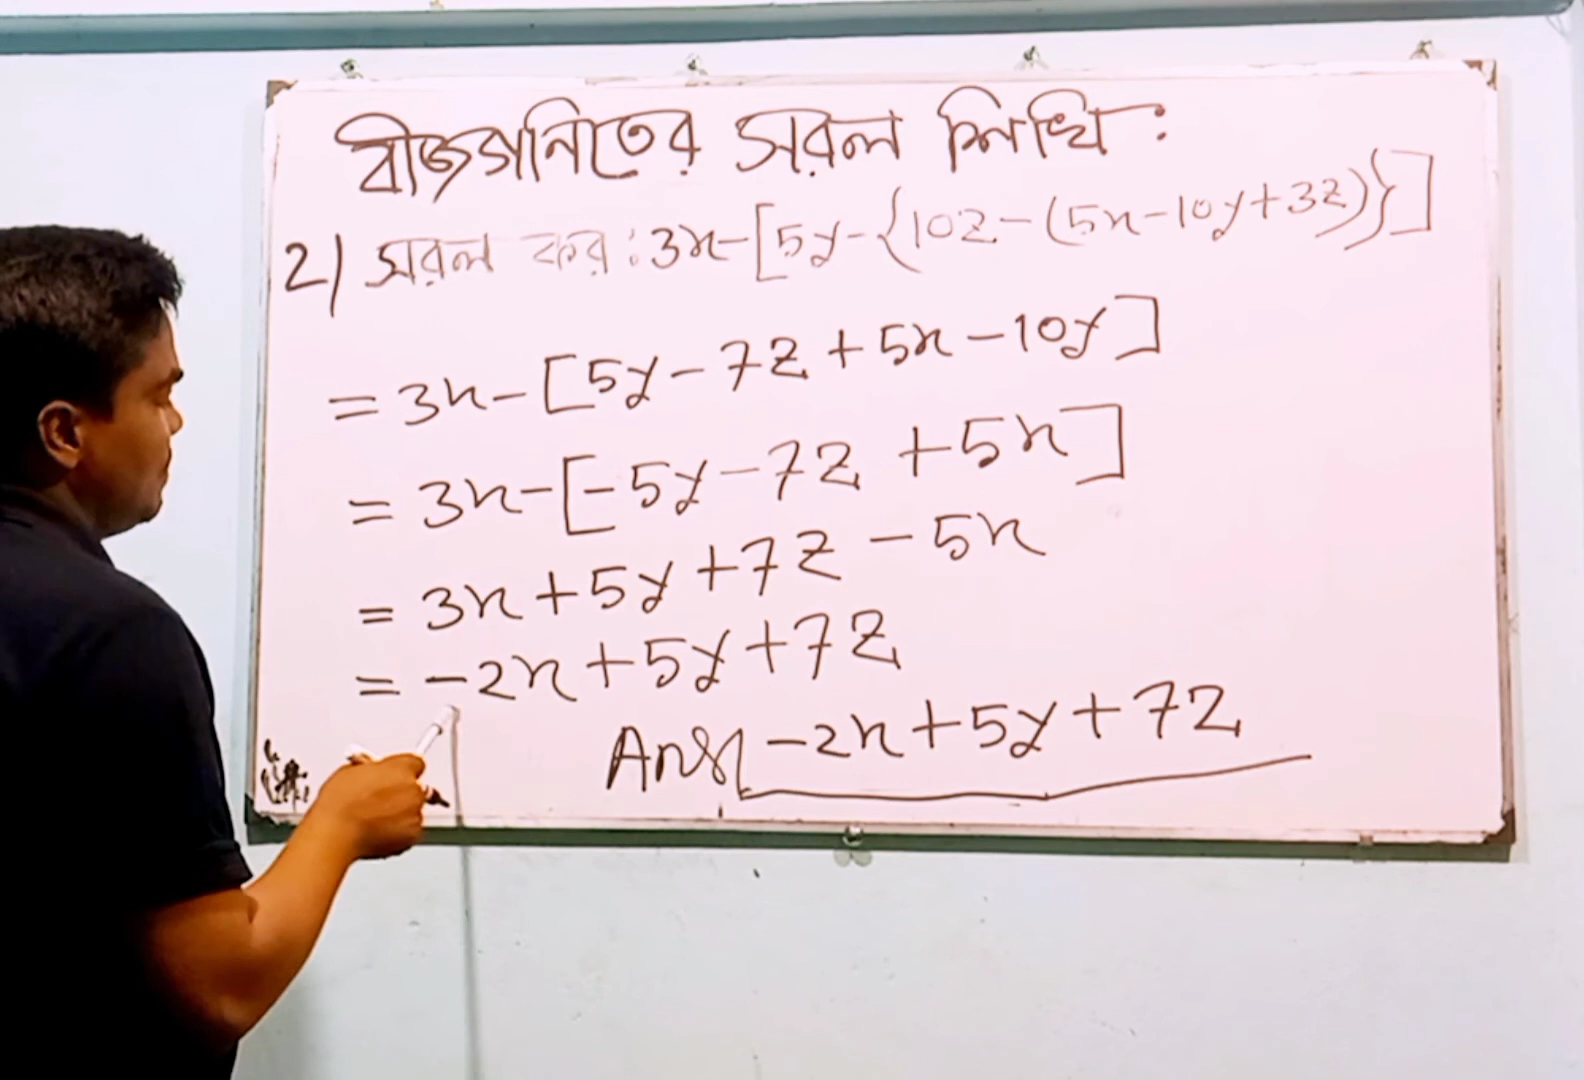 বীজগনিতের সরল শিখি:
2) সরল কর: 3x-[5y-{10z-(5x-10y+3z)}]
= 3x-[5y-7z+5x-10y]
= 3x-[-5y-7z+5x]
= 3x+5y+7z-5x
= -2x+5y+7z
Ans: -2x+5y+7z